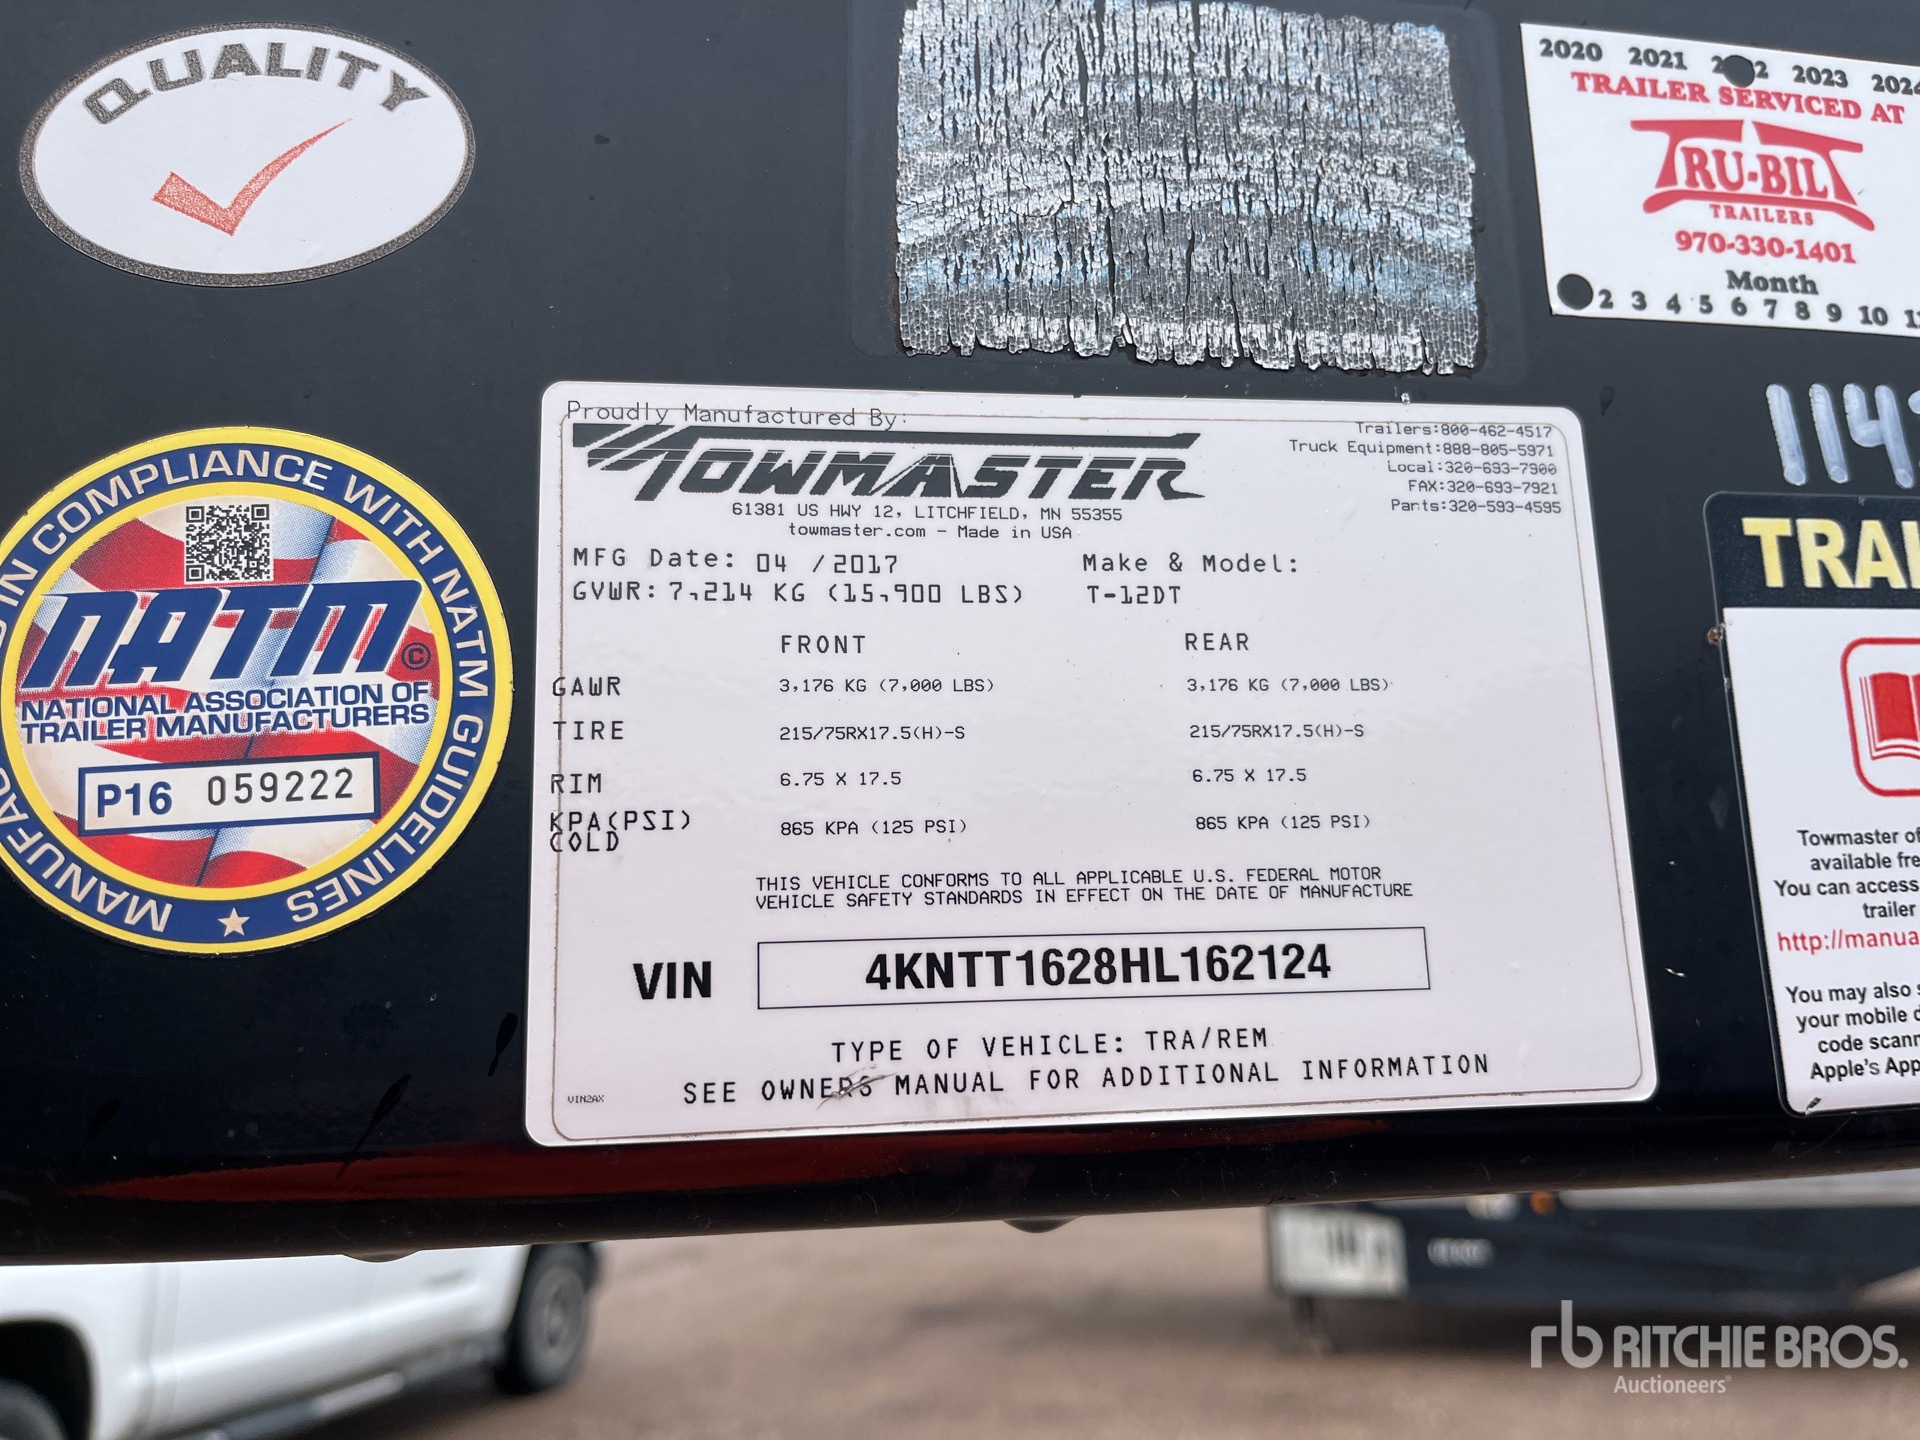 QUALITY
2020 2021 2022 2023 2024
TRAILER SERVICED AT
TRU-BILT
TRAILERS
970-330-1401
Month
2 3 4 5 6 7 8 9 10
MANUFACTURED IN COMPLIANCE WITH NATM GUIDELINES
NATM©
NATIONAL ASSOCIATION OF
TRAILER MANUFACTURERS
P16 059222
Proudly Manufactured By:
TOWMASTER
61381 US HWY 12, LITCHFIELD, MN 55355
towmaster.com - Made in USA
Trailers:800-462-4517
Truck Equipment:888-805-5971
Local:320-693-7900
FAX:320-693-7921
Parts:320-593-4595
MFG Date: 04 /2017 Make & Model:
GVWR: 7,214 KG (15,900 LBS) T-12DT
FRONT REAR
GAWR 3,176 KG (7,000 LBS) 3,176 KG (7,000 LBS)
TIRE 215/75RX17.5(H)-S 215/75RX17.5(H)-S
RIM 6.75 X 17.5 6.75 X 17.5
KPA(PSI) COLD 865 KPA (125 PSI) 865 KPA (125 PSI)
THIS VEHICLE CONFORMS TO ALL APPLICABLE U.S. FEDERAL MOTOR
VEHICLE SAFETY STANDARDS IN EFFECT ON THE DATE OF MANUFACTURE
VIN 4KNTT1628HL162124
TYPE OF VEHICLE: TRA/REM
SEE OWNERS MANUAL FOR ADDITIONAL INFORMATION
VIN2AX
114
TRAI
Towmaster of
available fre
You can access
trailer
http://manua
You may also
your mobile
code scann
Apple's App
rb RITCHIE BROS.
Auctioneers